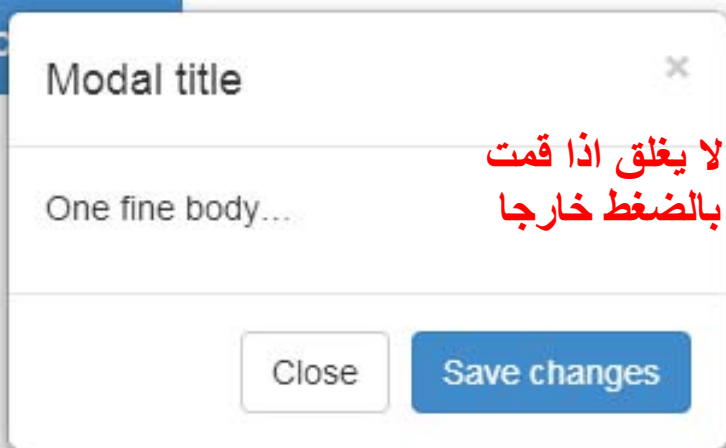 Modal title
×
لا يغلق اذا قمت
بالضغط خارجا
One fine body...
Close
Save changes